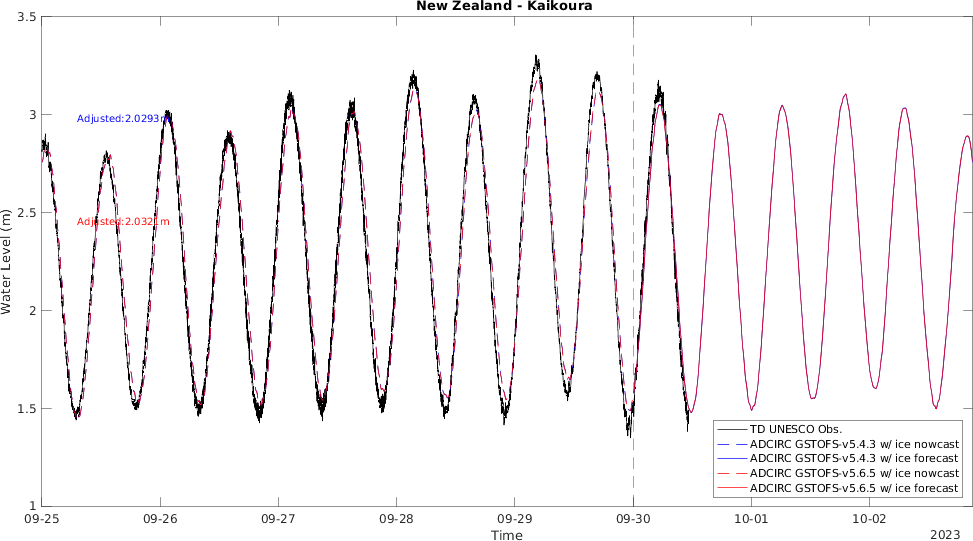 New Zealand - Kaikoura
3.5
3
2.5
2
1.5
1
Water Level (m)
Adjusted:2.0293m
Adjusted:2.0321m
TD UNESCO Obs.
ADCIRC GSTOFS-v5.4.3 w/ ice nowcast
ADCIRC GSTOFS-v5.4.3 w/ ice forecast
ADCIRC GSTOFS-v5.6.5 w/ ice nowcast
ADCIRC GSTOFS-v5.6.5 w/ ice forecast
09-25 09-26 09-27 09-28 09-29 09-30 10-01 10-02
Time
2023